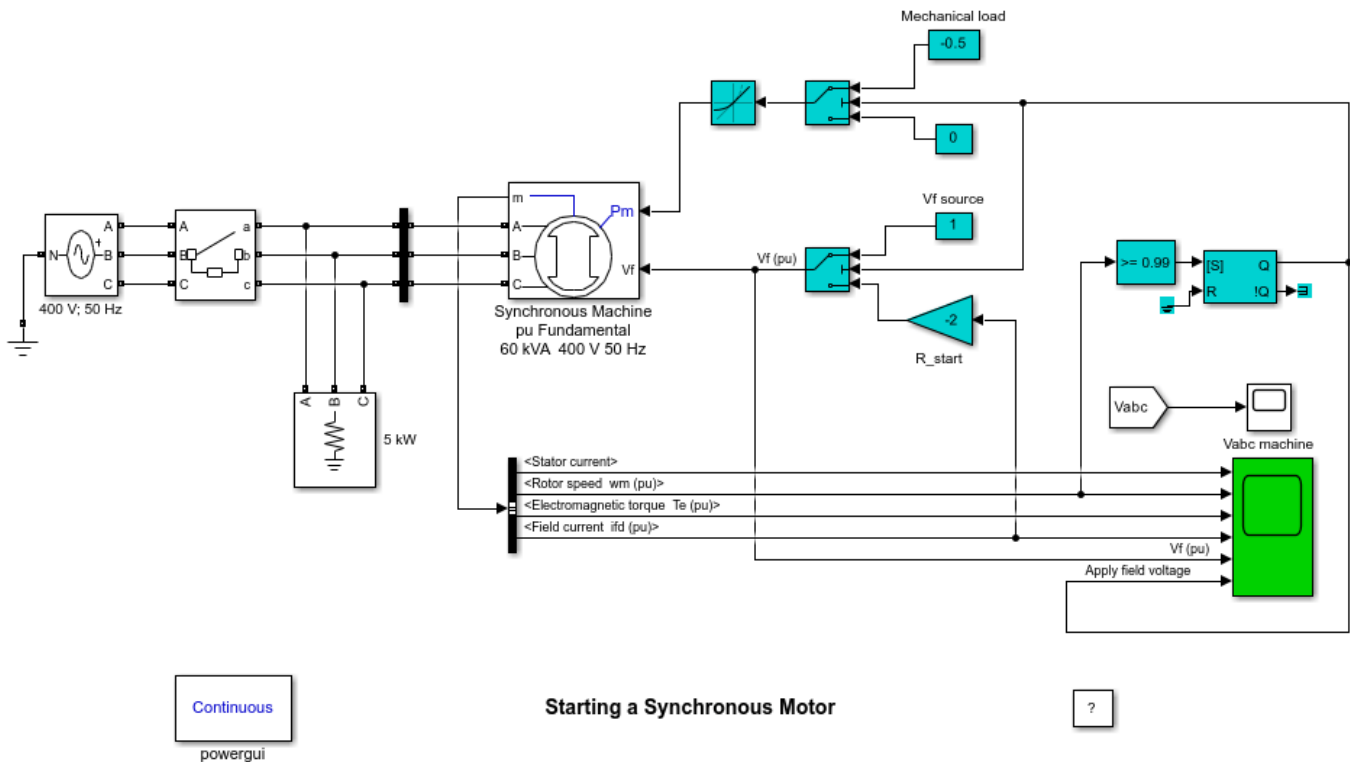 Mechanical load
-0.5
0
Vf source
1
m
Pm
A
B
C
Vf
Vf (pu)
N
A
B
C
A
B
C
a
b
c
400 V; 50 Hz
Synchronous Machine
pu Fundamental
60 kVA 400 V 50 Hz
-2
R_start
>= 0.99
[S]
Q
R
!Q
A
B
C
5 kW
Vabc
Vabc machine
<Stator current>
<Rotor speed wm (pu)>
<Electromagnetic torque Te (pu)>
<Field current ifd (pu)>
Vf (pu)
Apply field voltage
Continuous
powergui
Starting a Synchronous Motor
?